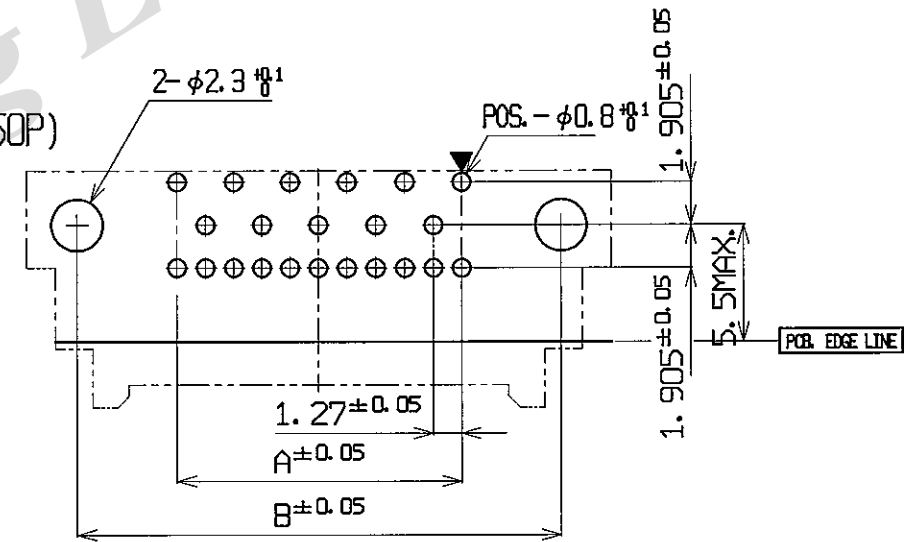 g L
50P)
2-φ2.3 +0.1 0
POS.-φ0.8 +0.1 0
1.905±0.05
1.905±0.05
5.5MAX.
PCB. EDGE LINE
1.27±0.05
A±0.05
B±0.05